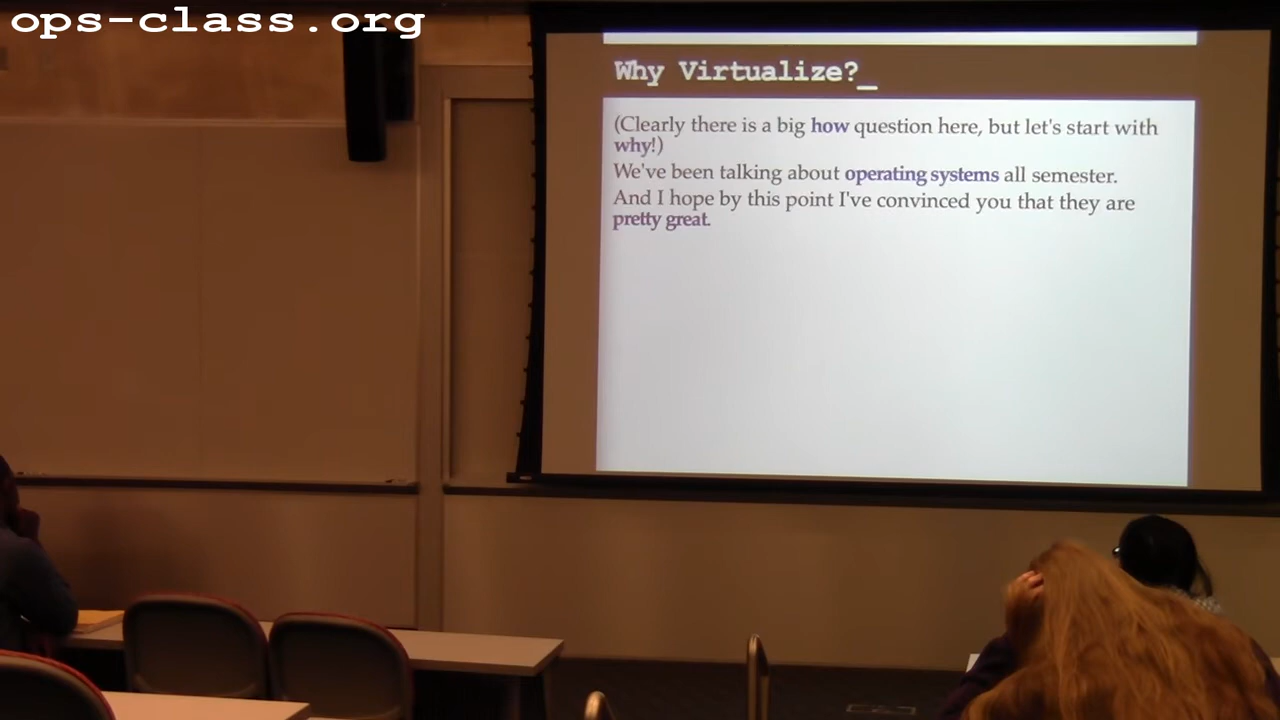 ops-class.org
Why Virtualize?_
(Clearly there is a big how question here, but let's start with
why!)
We've been talking about operating systems all semester.
And I hope by this point I've convinced you that they are
pretty great.